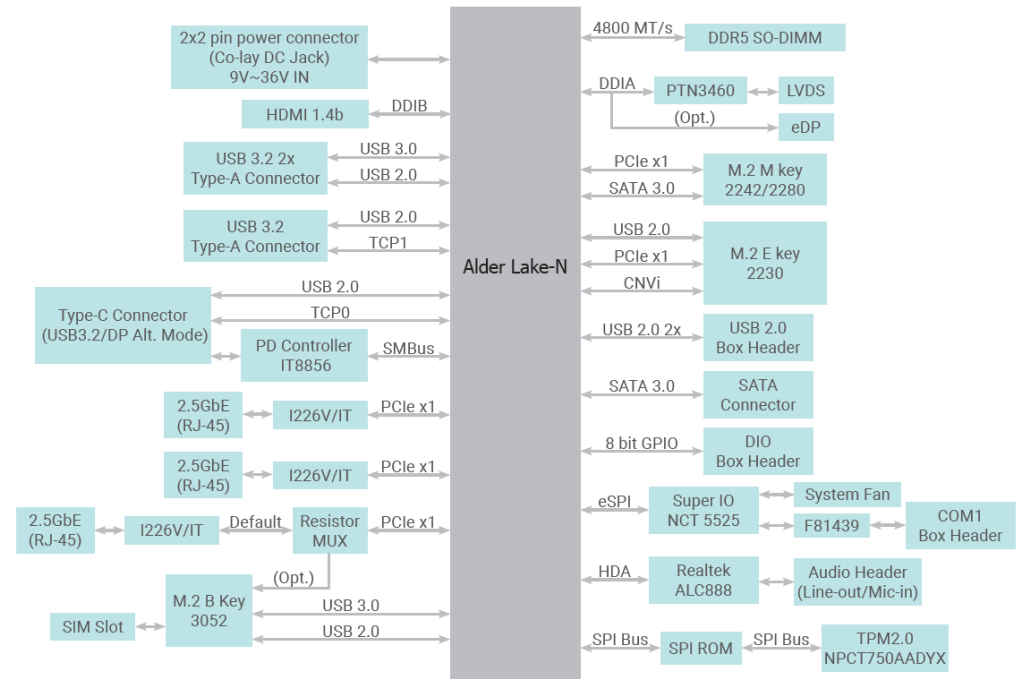 2x2 pin power connector
(Co-lay DC Jack)
9V~36V IN
HDMI 1.4b
DDIB
USB 3.2 2x
Type-A Connector
USB 3.0
USB 2.0
USB 3.2
Type-A Connector
USB 2.0
TCP1
Type-C Connector
(USB3.2/DP Alt. Mode)
USB 2.0
TCP0
PD Controller
IT8856
SMBus
2.5GbE
(RJ-45)
I226V/IT
PCIe x1
2.5GbE
(RJ-45)
I226V/IT
PCIe x1
2.5GbE
(RJ-45)
I226V/IT
Default
Resistor
MUX
PCIe x1
(Opt.)
M.2 B Key
3052
SIM Slot
USB 3.0
USB 2.0
Alder Lake-N
4800 MT/s
DDR5 SO-DIMM
DDIA
PTN3460
LVDS
(Opt.)
eDP
PCIe x1
SATA 3.0
M.2 M key
2242/2280
USB 2.0
PCIe x1
CNVi
M.2 E key
2230
USB 2.0 2x
USB 2.0
Box Header
SATA 3.0
SATA
Connector
8 bit GPIO
DIO
Box Header
eSPI
Super IO
NCT 5525
System Fan
F81439
COM1
Box Header
HDA
Realtek
ALC888
Audio Header
(Line-out/Mic-in)
SPI Bus
SPI ROM
SPI Bus
TPM2.0
NPCT750AADYX